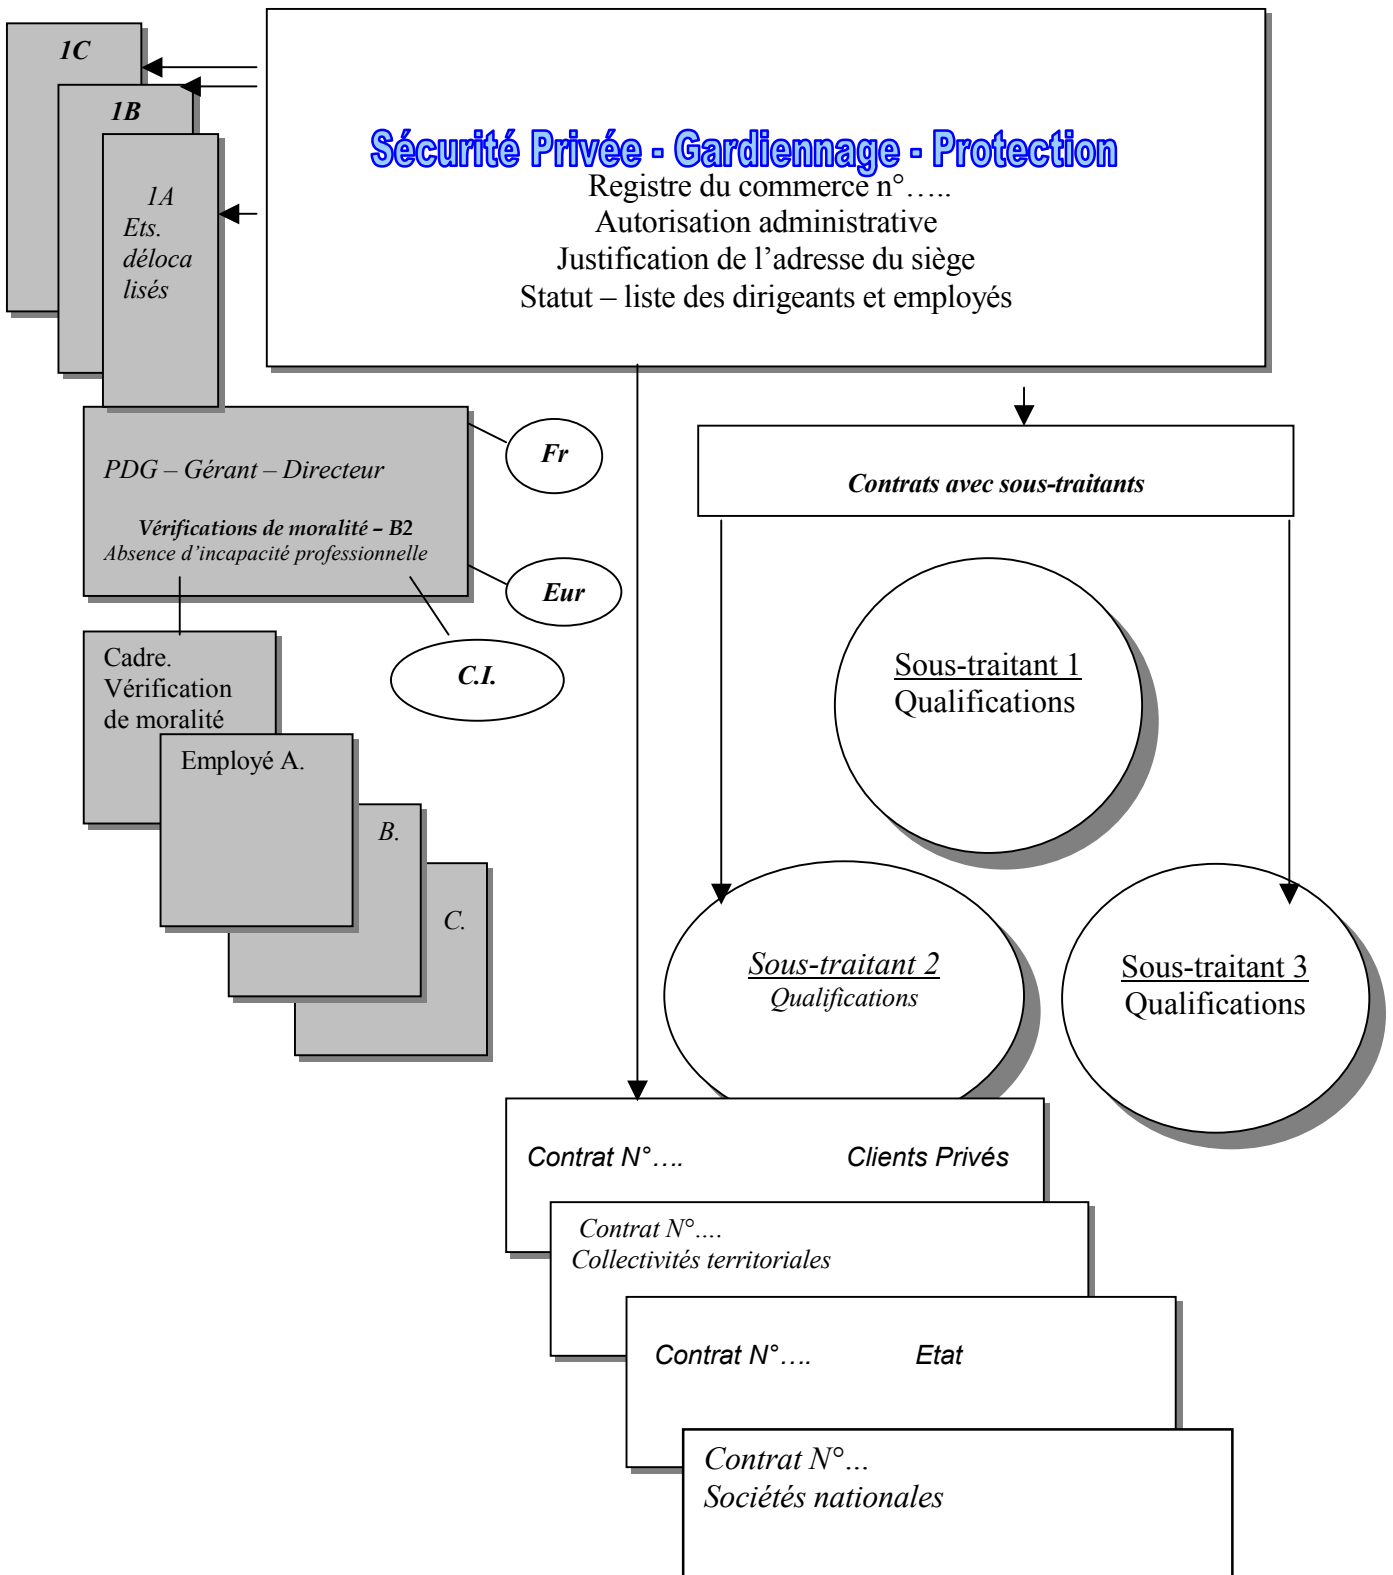 1C
1B
1A
Ets.
déloca
lisés
Sécurité Privée - Gardiennage - Protection
Registre du commerce n°…..
Autorisation administrative
Justification de l’adresse du siège
Statut – liste des dirigeants et employés
PDG – Gérant – Directeur
Vérifications de moralité – B2
Absence d’incapacité professionnelle
Fr
Eur
C.I.
Contrats avec sous-traitants
Cadre.
Vérification
de moralité
Employé A.
B.
C.
Sous-traitant 1
Qualifications
Sous-traitant 2
Qualifications
Sous-traitant 3
Qualifications
Contrat N°…. Clients Privés
Contrat N°….
Collectivités territoriales
Contrat N°…. Etat
Contrat N°…
Sociétés nationales